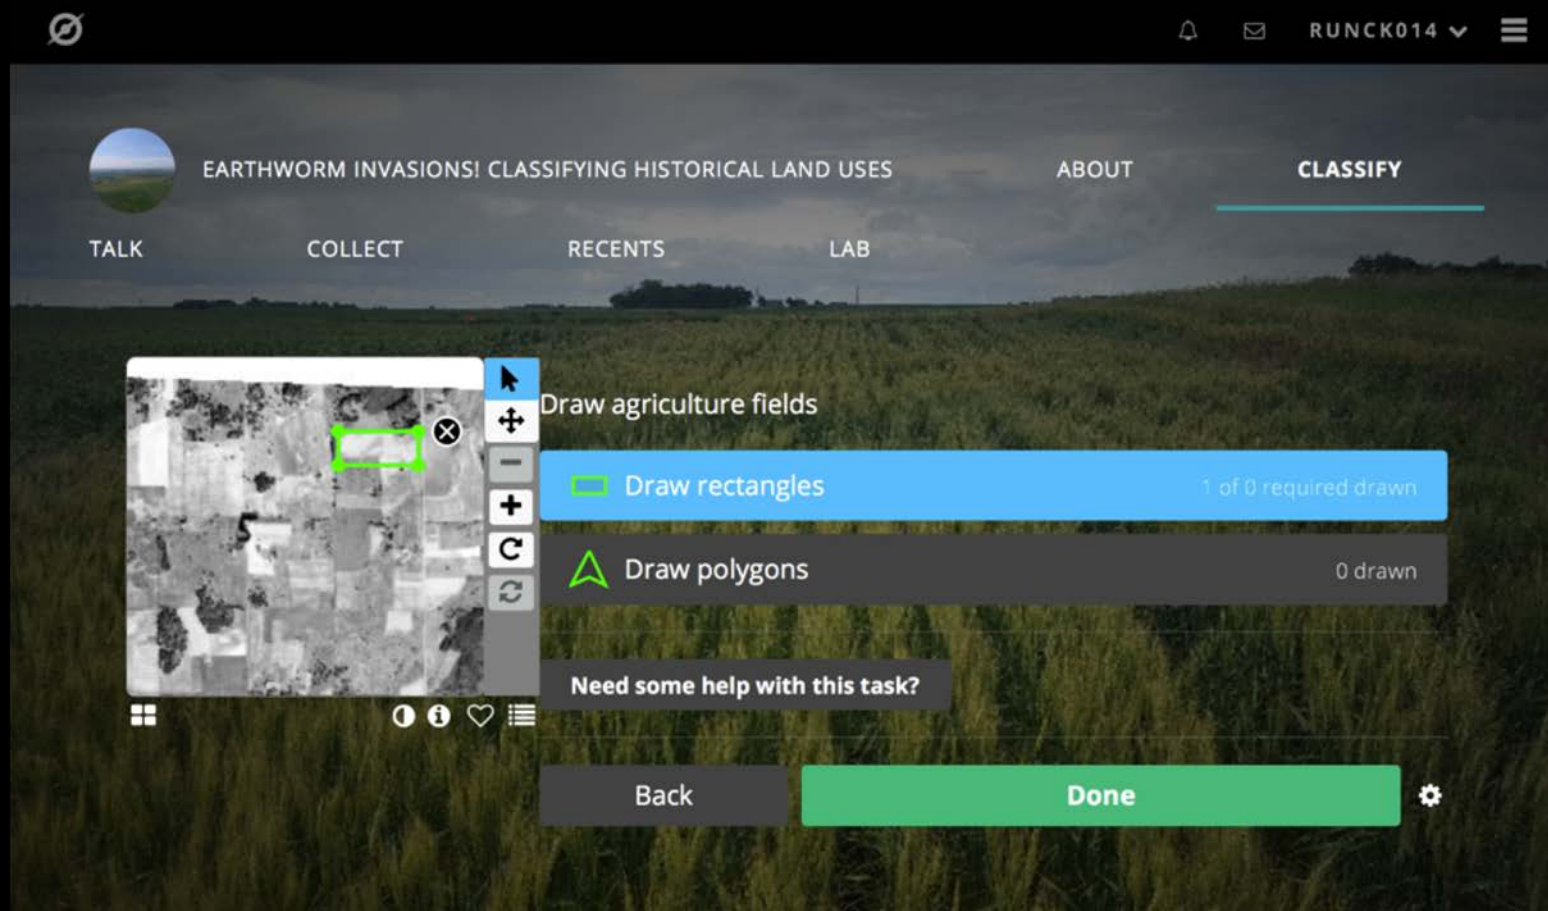 RUNCK014
EARTHWORM INVASIONS! CLASSIFYING HISTORICAL LAND USES
ABOUT
CLASSIFY
TALK
COLLECT
RECENTS
LAB
Draw agriculture fields
Draw rectangles
1 of 0 required drawn
Draw polygons
0 drawn
Need some help with this task?
Back
Done